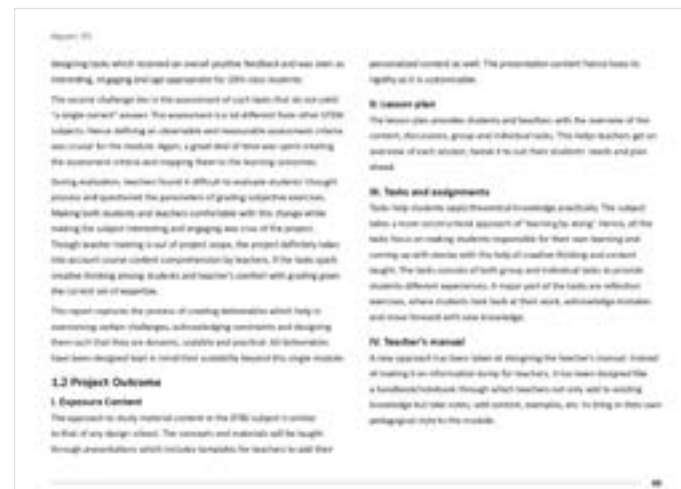 designing tasks which received an overall positive feedback and was seen as
interesting, engaging and age appropriate for 10th class students.
The second challenge lies in the assessment of such tasks that do not yield
"a single correct" answer. The assessment is a lot different from other STEM
subjects. Hence defining an observable and measurable assessment criteria
was crucial for the module. Again, a great deal of time was spent creating
the assessment criteria and mapping them to the learning outcomes.
During evaluation, teachers found it difficult to evaluate students' thought
process and questioned the parameters of grading subjective exercises.
Making both students and teachers comfortable with this change while
making the subject interesting and engaging was crux of the project.
Though teacher training is out of project scope, the project definitely takes
into account course content comprehension by teachers, if the tasks spark
creative thinking among students and teacher's comfort with grading given
the current set of expertise.
This report captures the process of creating deliverables which help in
overcoming certain challenges, acknowledging constraints and designing
them such that they are dynamic, scalable and practical. All deliverables
have been designed kept in mind their scalability beyond this single module.
1.2 Project Outcome
I. Exposure Content
The approach to study material content in the subject is similar
to that of any design school. The concepts and materials will be taught
through presentations which includes templates for teachers to add their
personalized content as well. The presentation content hence loses its
rigidity as it is customizable.
II. Lesson plan
The lesson plan provides students and teachers with the overview of the
content, discussions, group and individual tasks. This helps teachers get an
overview of each session, tweak it to suit their students' needs and plan
ahead.
III. Tasks and assignments
Tasks help students apply theoretical knowledge practically. The subject
takes a more constructivist approach of "learning by doing". Hence, all the
tasks focus on making students responsible for their own learning and
coming up with stories with the help of creative thinking and content
taught. The tasks consists of both group and individual tasks to provide
students different experiences. A major part of the tasks are reflection
exercises, where students look back at their work, acknowledge mistakes
and move forward with new knowledge.
IV. Teacher's manual
A new approach has been taken at designing the teacher's manual. Instead
of making it an information dump for teachers, it has been designed like
a handbook/notebook through which teachers not only add to existing
knowledge but take notes, add content, examples, etc. to bring in their own
pedagogical style to the module.